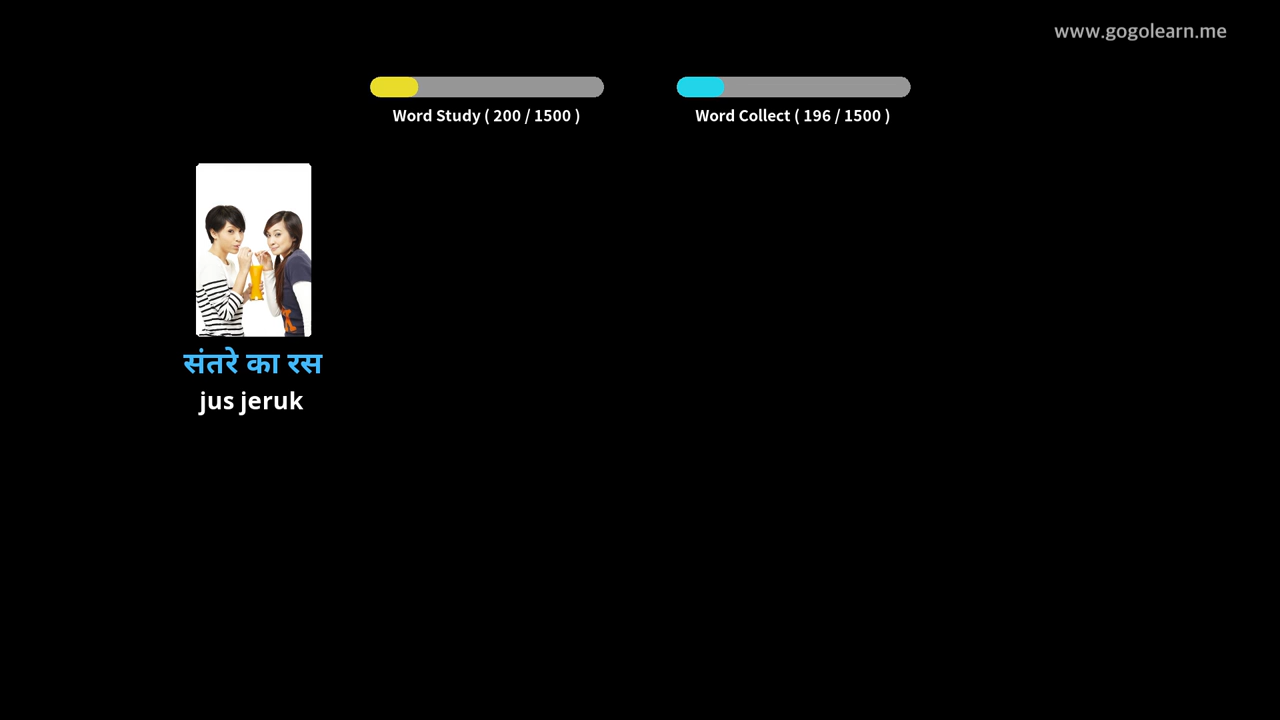 www.gogolearn.me
Word Study ( 200 / 1500 )
Word Collect ( 196 / 1500 )
संतरे का रस
jus jeruk